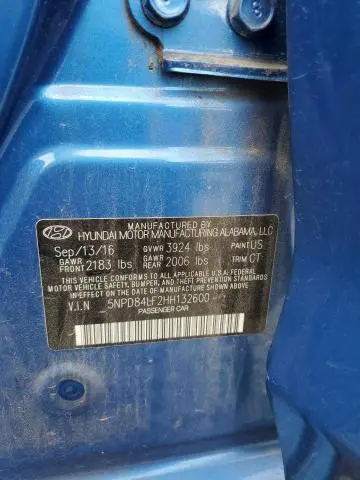 MANUFACTURED BY
HYUNDAI MOTOR MANUFACTURING ALABAMA, LLC
Sep/13/16 GVWR 3924 lbs PAINT US
GAWR FRONT 2183 lbs GAWR REAR 2006 lbs TRIM CT
THIS VEHICLE CONFORMS TO ALL APPLICABLE U.S.A. FEDERAL
MOTOR VEHICLE SAFETY, BUMPER, AND THEFT PREVENTION
STANDARDS IN EFFECT ON THE DATE OF MANUFACTURE SHOWN ABOVE.
V.I.N 5NPD84LF2HH132600
PASSENGER CAR